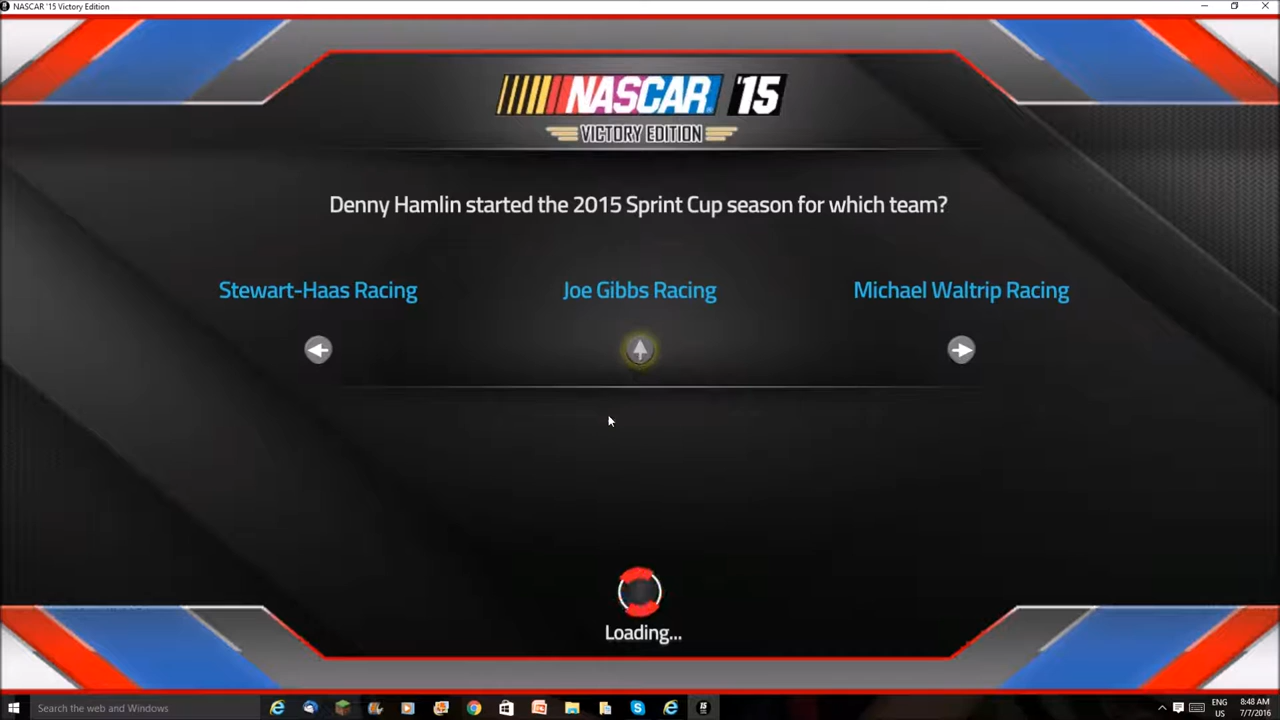 NASCAR '15 Victory Edition
NASCAR '15
VICTORY EDITION
Denny Hamlin started the 2015 Sprint Cup season for which team?
Stewart-Haas Racing
Joe Gibbs Racing
Michael Waltrip Racing
Loading...
Search the web and Windows
ENG
US
8:48 AM
7/7/2016